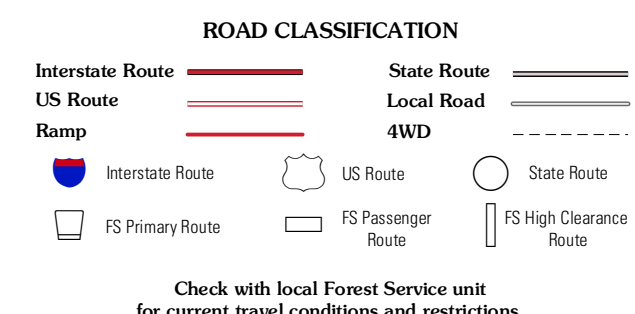 ROAD CLASSIFICATION
Interstate Route
State Route
US Route
Local Road
Ramp
4WD
Interstate Route
US Route
State Route
FS Primary Route
FS Passenger
Route
FS High Clearance
Route
Check with local Forest Service unit
for current travel conditions and restrictions